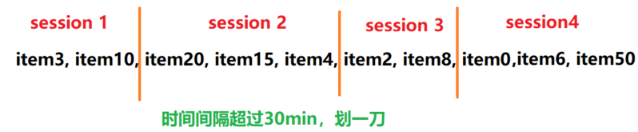 session 1 session 2 session 3 session4
item3, item10, item20, item15, item4, item2, item8, item0,item6, item50
时间间隔超过30min，划一刀